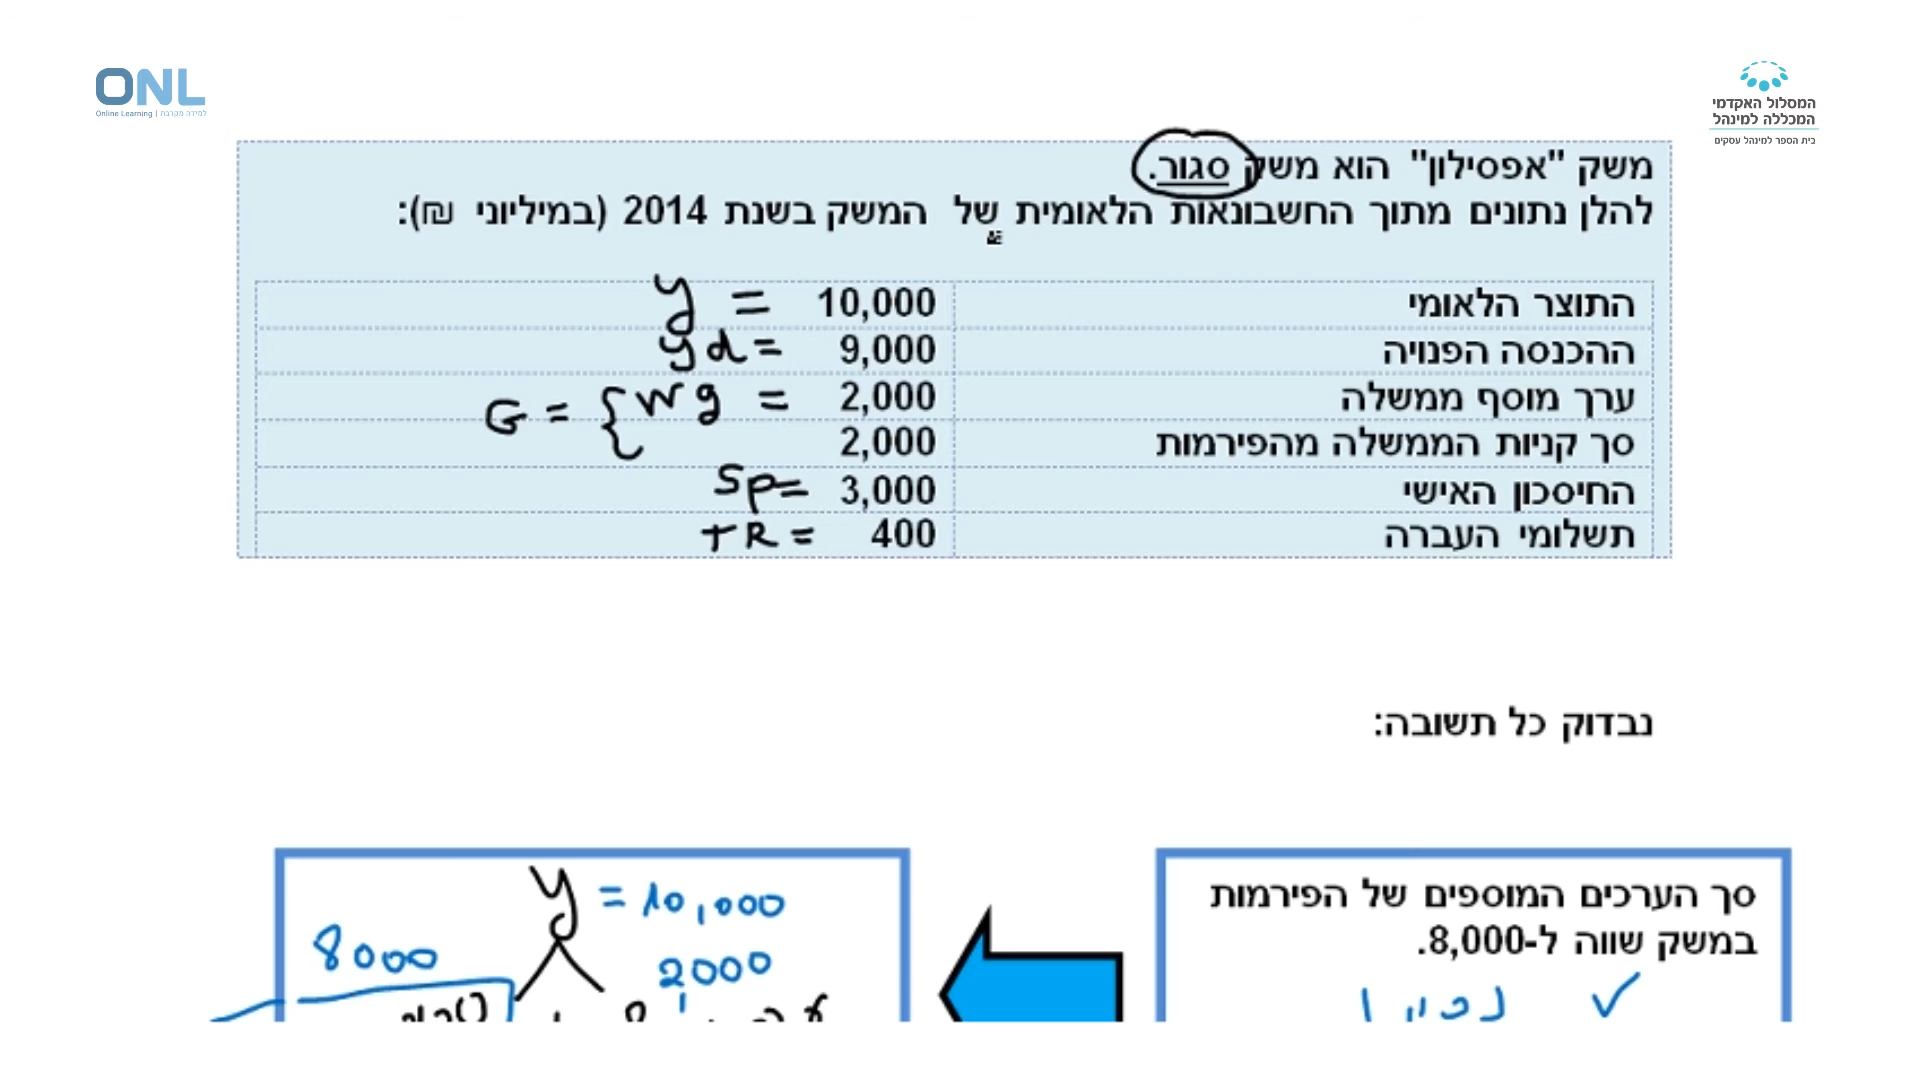 ONL
Online Learning | למידה מקרבת
המסלול האקדמי
המכללה למינהל
בית הספר למינהל עסקים
משק "אפסילון" הוא משק סגור.
להלן נתונים מתוך החשבונאות הלאומית של המשק בשנת 2014 (במיליוני ₪):
התוצר הלאומי 10,000 y =
ההכנסה הפנויה 9,000 yd =
ערך מוסף ממשלה 2,000 G = { wg =
סך קניות הממשלה מהפירמות 2,000
החיסכון האישי 3,000 Sp =
תשלומי העברה 400 TR =
נבדוק כל תשובה:
סך הערכים המוספים של הפירמות
במשק שווה ל-8,000.
נכון ✓
y = 10,000
8000
2000